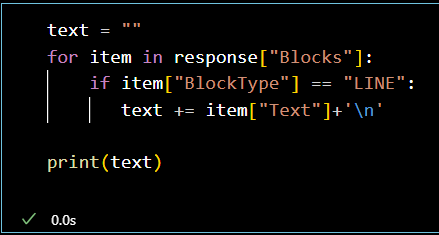 text = ""
for item in response["Blocks"]:
    if item["BlockType"] == "LINE":
        text += item["Text"]+'\n'
print(text)
0.0s